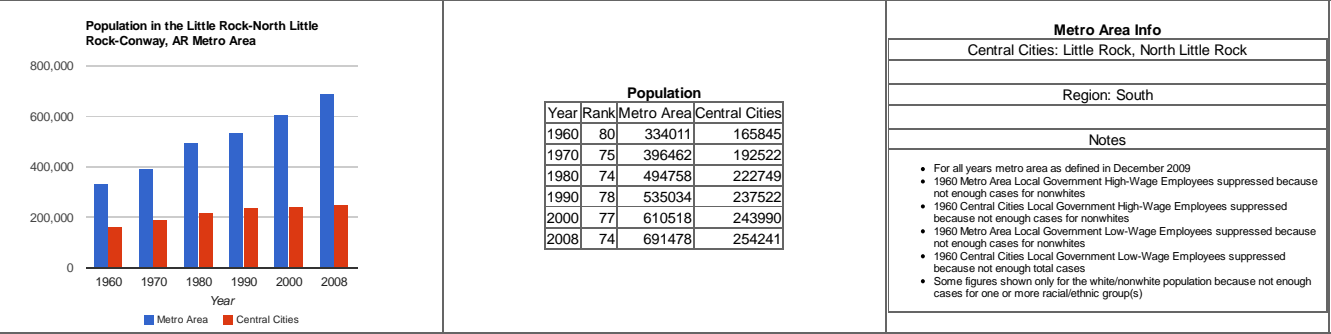 Population in the Little Rock-North Little
Rock-Conway, AR Metro Area
800,000
600,000
400,000
200,000
0
1960 1970 1980 1990 2000 2008
Year
Metro Area Central Cities
Population
Year Rank Metro Area Central Cities
1960 80 334011 165845
1970 75 396462 192522
1980 74 494758 222749
1990 78 535034 237522
2000 77 610518 243990
2008 74 691478 254241
Metro Area Info
Central Cities: Little Rock, North Little Rock
Region: South
Notes
• For all years metro area as defined in December 2009
• 1960 Metro Area Local Government High-Wage Employees suppressed because
not enough cases for nonwhites
• 1960 Central Cities Local Government High-Wage Employees suppressed
because not enough cases for nonwhites
• 1960 Metro Area Local Government Low-Wage Employees suppressed because
not enough cases for nonwhites
• 1960 Central Cities Local Government Low-Wage Employees suppressed
because not enough total cases
• Some figures shown only for the white/nonwhite population because not enough
cases for one or more racial/ethnic group(s)